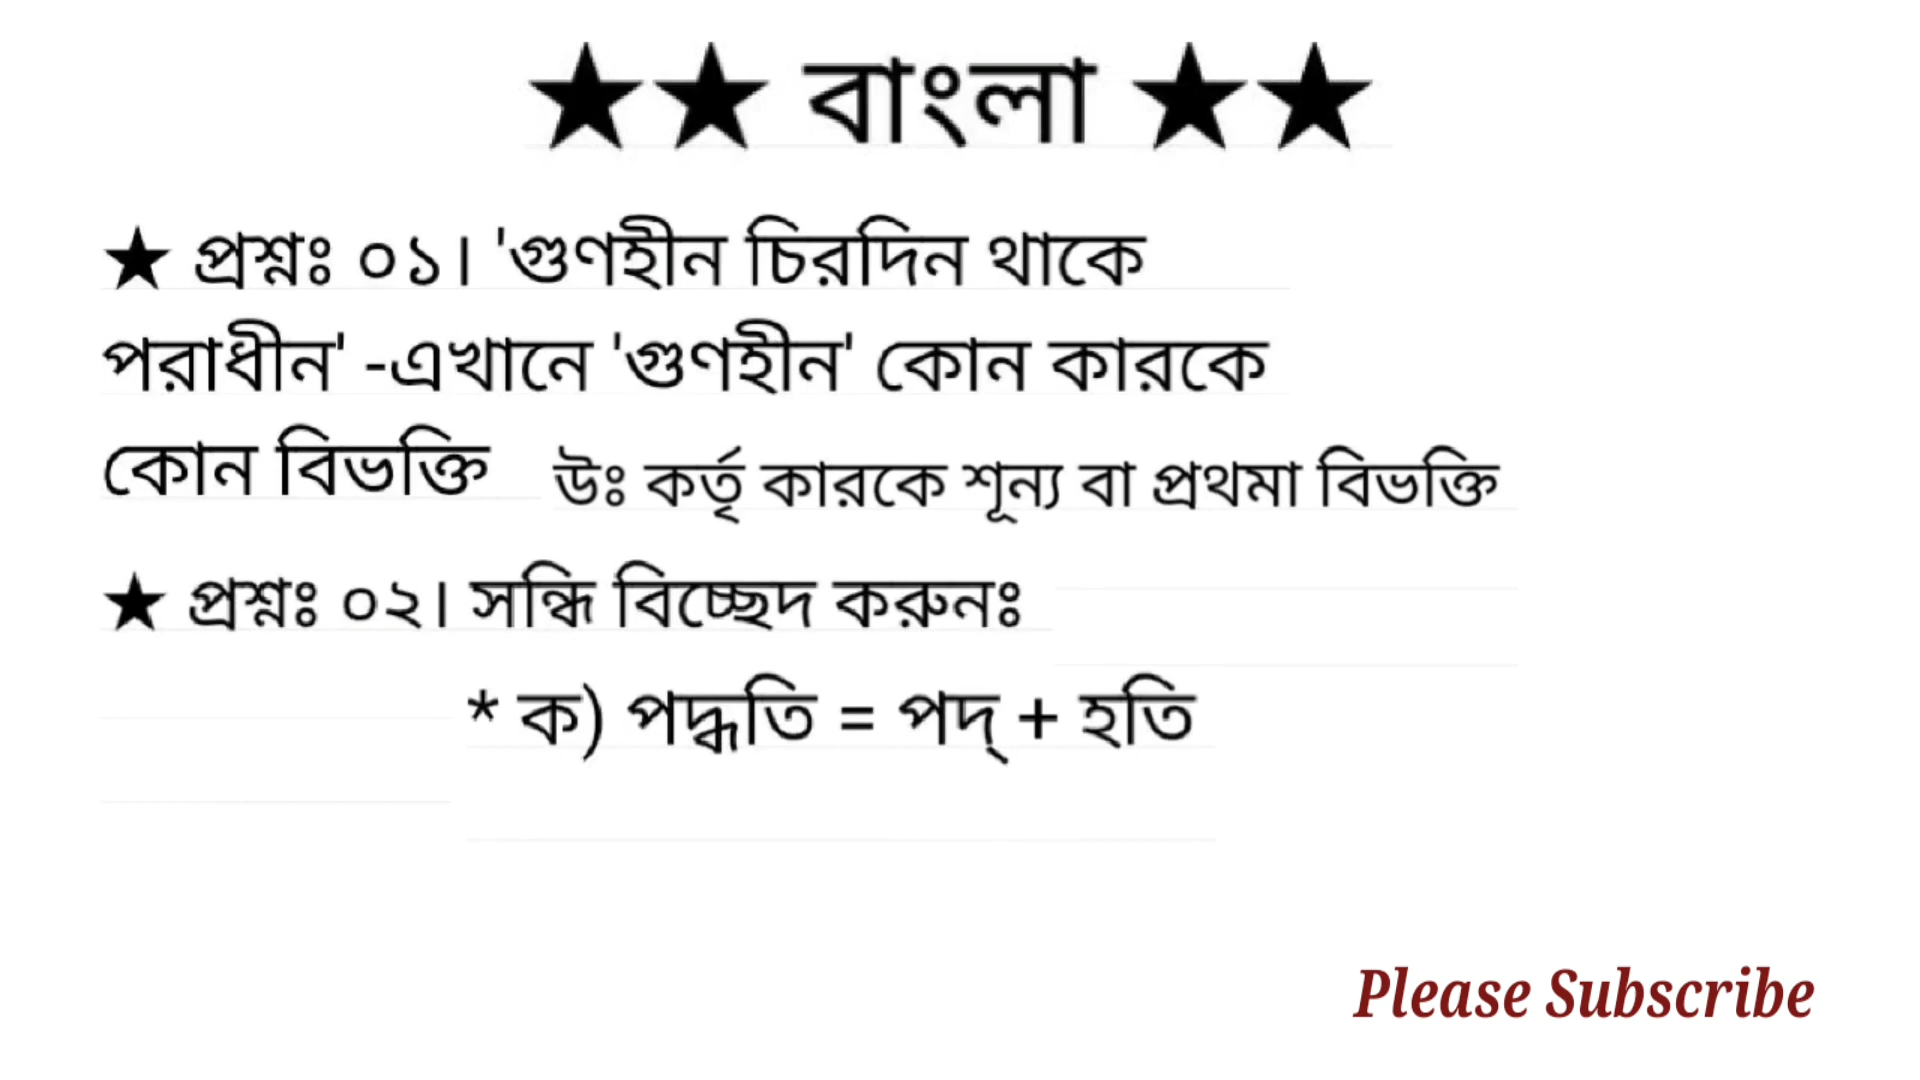 ★★ বাংলা ★★
★ প্রশ্নঃ ০১। 'গুণহীন চিরদিন থাকে
পরাধীন' -এখানে 'গুণহীন' কোন কারকে
কোন বিভক্তি উঃ কর্তৃ কারকে শূন্য বা প্রথমা বিভক্তি
★ প্রশ্নঃ ০২। সন্ধি বিচ্ছেদ করুনঃ
* ক) পদ্ধতি = পদ্ + হতি
Please Subscribe